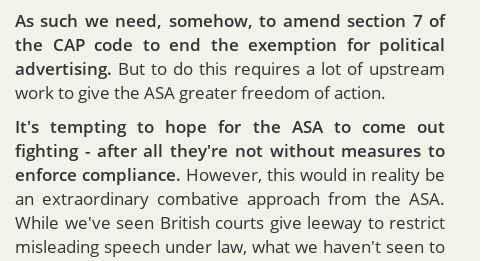 As such we need, somehow, to amend section 7 of
the CAP code to end the exemption for political
advertising. But to do this requires a lot of upstream
work to give the ASA greater freedom of action.
It's tempting to hope for the ASA to come out
fighting - after all they're not without measures to
enforce compliance. However, this would in reality be
an extraordinary combative approach from the ASA.
While we've seen British courts give leeway to restrict
misleading speech under law, what we haven't seen to